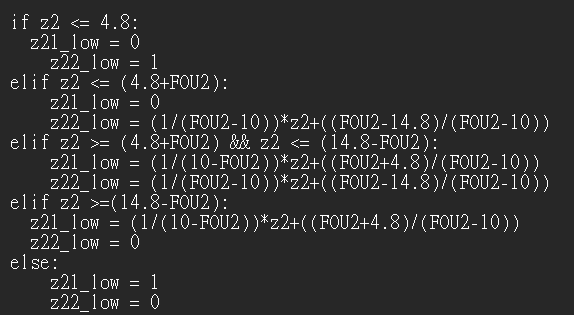 if z2 <= 4.8:
  z21_low = 0
    z22_low = 1
elif z2 <= (4.8+FOU2):
    z21_low = 0
    z22_low = (1/(FOU2-10))*z2+((FOU2-14.8)/(FOU2-10))
elif z2 >= (4.8+FOU2) && z2 <= (14.8-FOU2):
    z21_low = (1/(10-FOU2))*z2+((FOU2+4.8)/(FOU2-10))
    z22_low = (1/(FOU2-10))*z2+((FOU2-14.8)/(FOU2-10))
elif z2 >=(14.8-FOU2):
  z21_low = (1/(10-FOU2))*z2+((FOU2+4.8)/(FOU2-10))
  z22_low = 0
else:
    z21_low = 1
    z22_low = 0